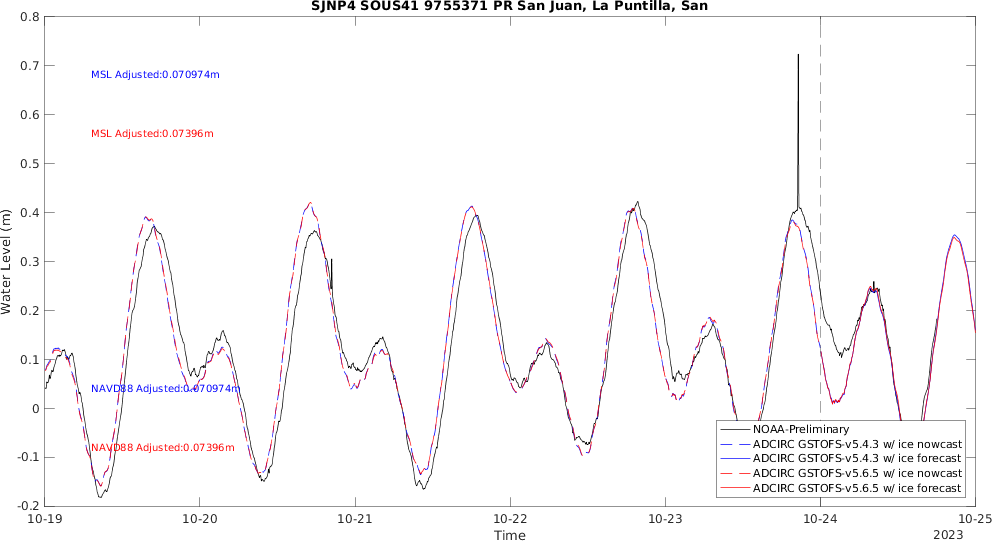 SJNP4 SOUS41 9755371 PR San Juan, La Puntilla, San
0.8
0.7
0.6
0.5
0.4
0.3
0.2
0.1
0
-0.1
-0.2
Water Level (m)
MSL Adjusted:0.070974m
MSL Adjusted:0.07396m
NAVD88 Adjusted:0.070974m
NAVD88 Adjusted:0.07396m
NOAA-Preliminary
ADCIRC GSTOFS-v5.4.3 w/ ice nowcast
ADCIRC GSTOFS-v5.4.3 w/ ice forecast
ADCIRC GSTOFS-v5.6.5 w/ ice nowcast
ADCIRC GSTOFS-v5.6.5 w/ ice forecast
10-19 10-20 10-21 10-22 10-23 10-24 10-25
Time
2023